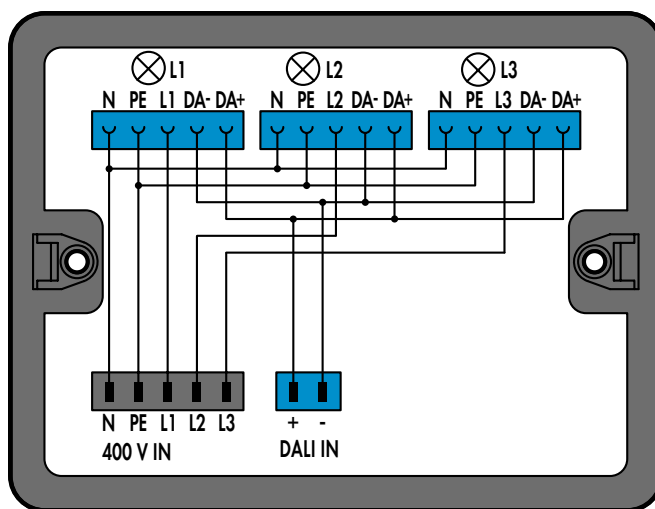 L1 L2 L3
N PE L1 DA- DA+ N PE L2 DA- DA+ N PE L3 DA- DA+
N PE L1 L2 L3 + -
400 V IN DALI IN